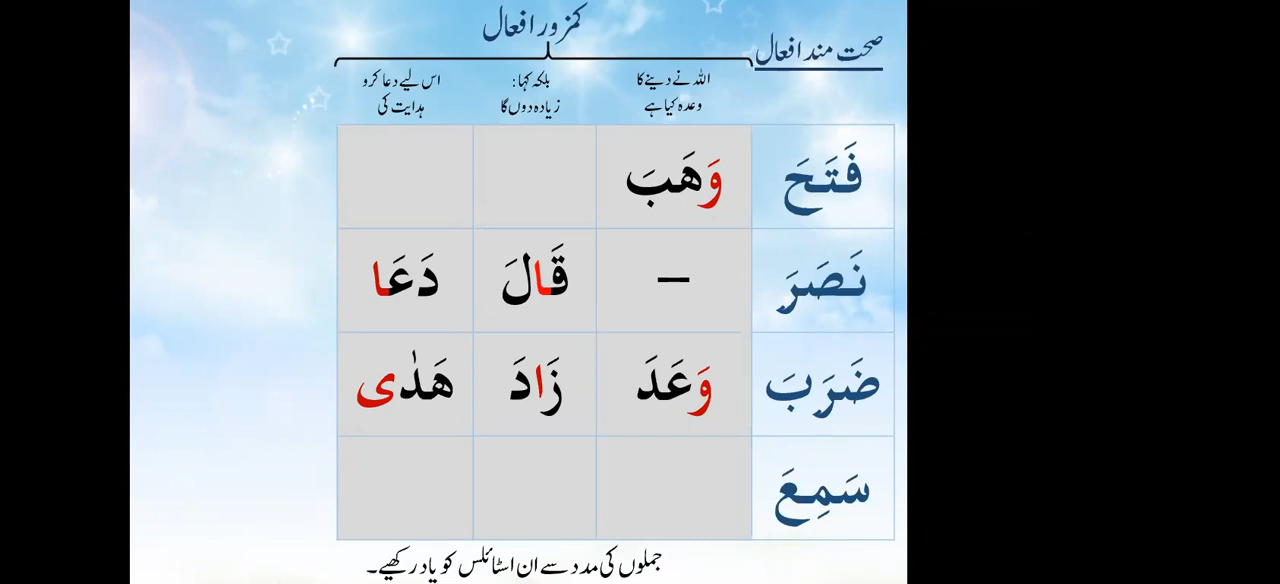 صحت مند افعال
کمزور افعال
اللہ نے دینے کا
وعدہ کیا ہے
بلکہ کہا:
زیادہ دوں گا
اس لیے دعا کرو
ہدایت کی
فَتَحَ وَهَبَ
نَصَرَ – قَالَ دَعَا
ضَرَبَ وَعَدَ زَادَ هَدٰى
سَمِعَ
جملوں کی مدد سے ان اسٹائلس کو یاد رکھیے۔